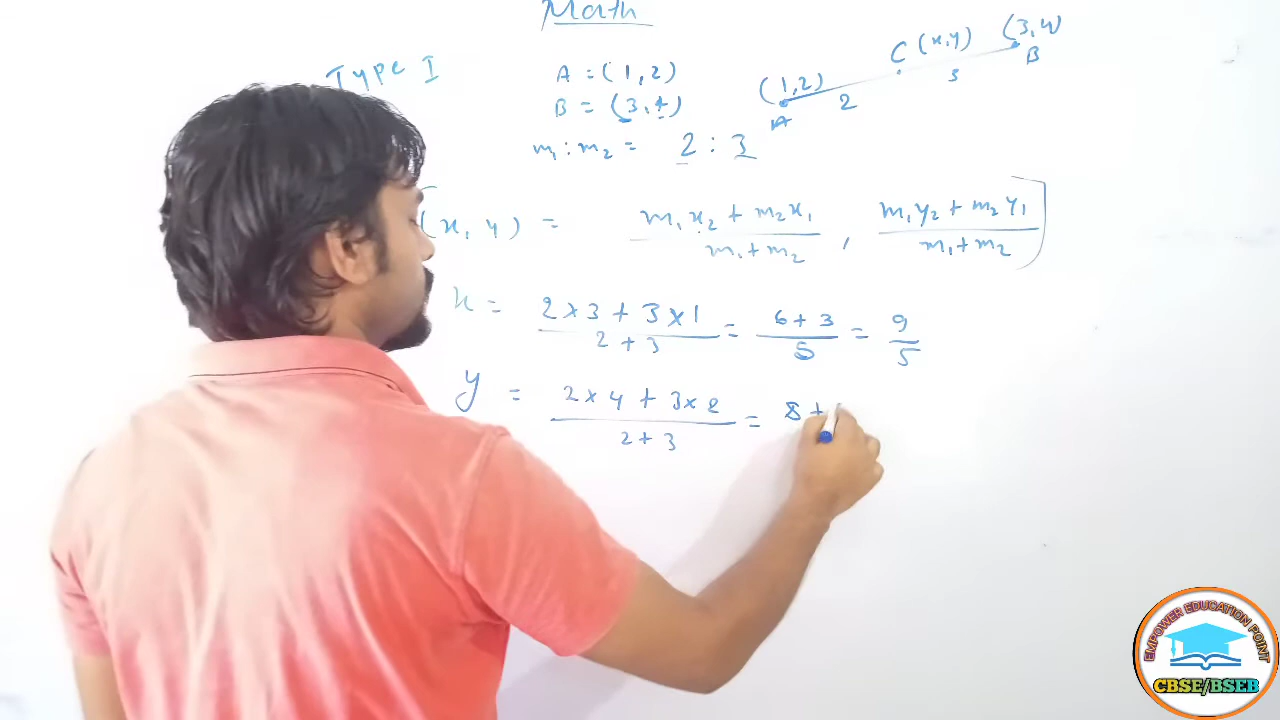 Math
Type I
A = (1,2)
B = (3,4)
m₁ : m₂ = 2 : 3
(1,2)
A
2
C (x,y)
3
(3,4)
B
(x, y) = [m₁x₂ + m₂x₁ / m₁ + m₂ , m₁y₂ + m₂y₁ / m₁ + m₂]
x = 2×3 + 3×1 / 2 + 3 = 6 + 3 / 5 = 9 / 5
y = 2×4 + 3×2 / 2 + 3 = 8 +
EMPOWER EDUCATION POINT
CBSE/BSEB